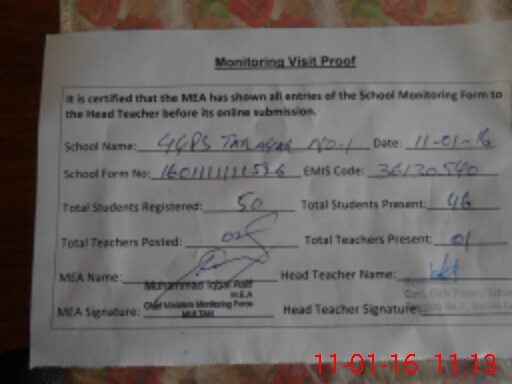 Monitoring Visit Proof
It is certified that the MEA has shown all entries of the School Monitoring Form to
the Head Teacher before its online submission.
School Name: GGPS No.1 Date: 11-01-16
School Form No: EMIS Code: 36130540
Total Students Registered: 50 Total Students Present: 46
Total Teachers Posted: 02 Total Teachers Present: 01
MEA Name: Head Teacher Name:
Muhammad Iqbal Asif
M.E.A
Chief Ministers Monitoring Force
MULTAN
MEA Signature: Head Teacher Signature:
11-01-16 11:13